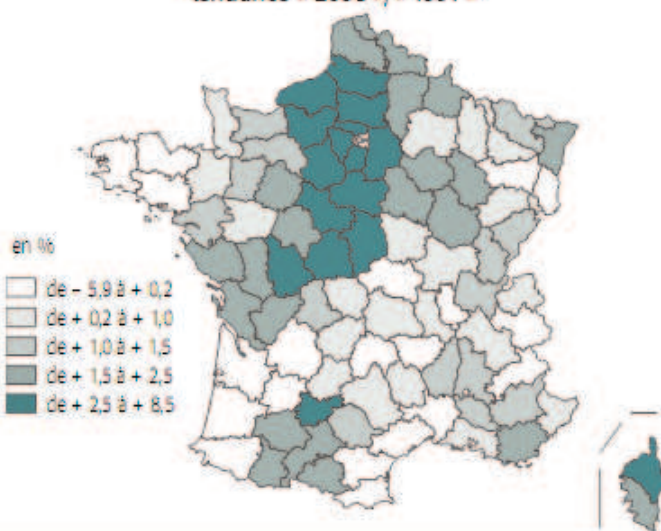 en %
de – 5,9 à + 0,2
de + 0,2 à + 1,0
de + 1,0 à + 1,5
de + 1,5 à + 2,5
de + 2,5 à + 8,5